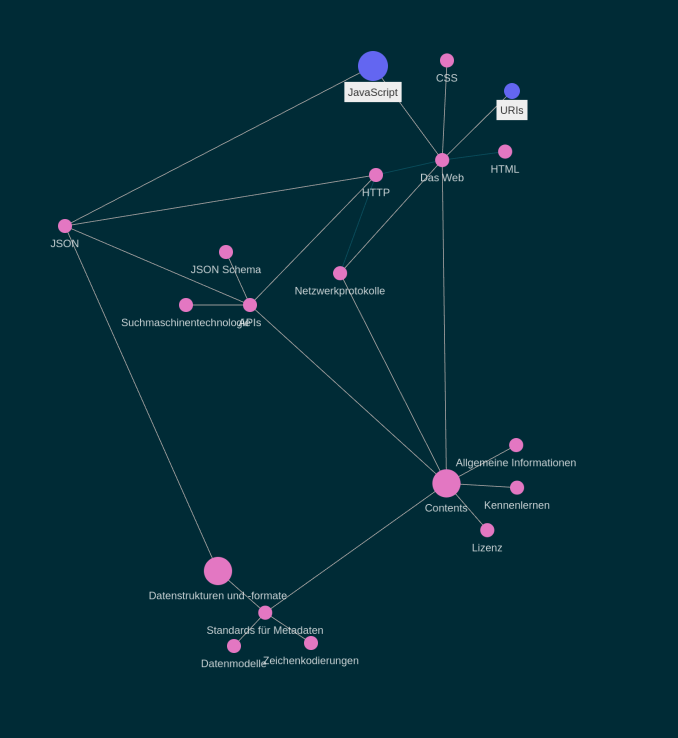 CSS
JavaScript
URIs
HTML
Das Web
HTTP
JSON
JSON Schema
Netzwerkprotokolle
Suchmaschinentechnologie
APIs
Allgemeine Informationen
Kennenlernen
Contents
Lizenz
Datenstrukturen und -formate
Standards für Metadaten
Datenmodelle
Zeichenkodierungen